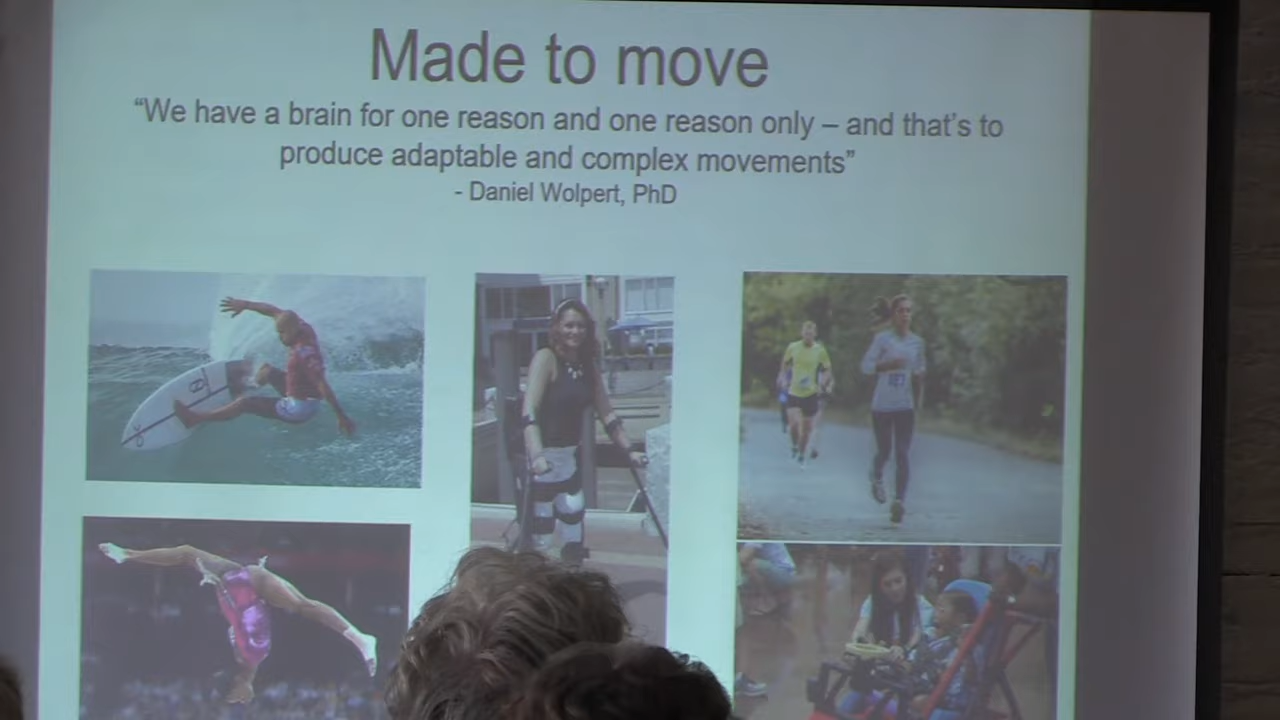 Made to move
“We have a brain for one reason and one reason only – and that’s to
produce adaptable and complex movements”
- Daniel Wolpert, PhD